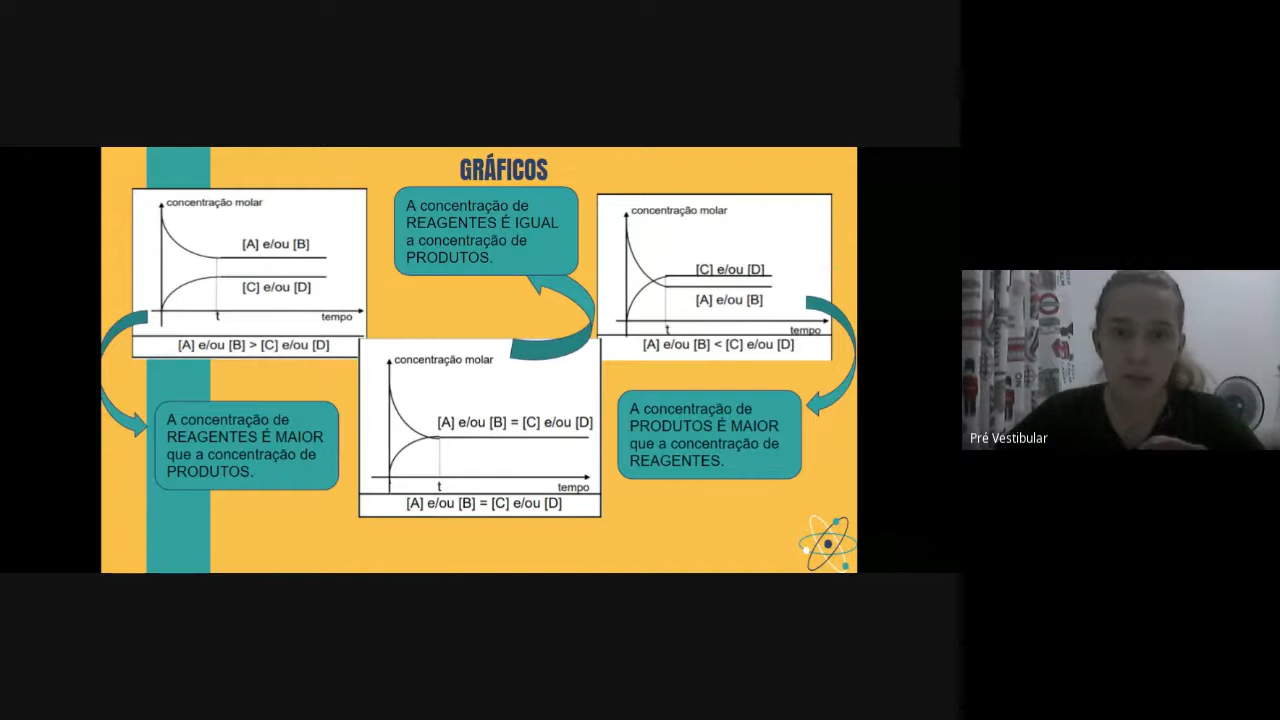 GRÁFICOS
concentração molar
[A] e/ou [B]
[C] e/ou [D]
t
tempo
[A] e/ou [B] > [C] e/ou [D]
A concentração de
REAGENTES É MAIOR
que a concentração de
PRODUTOS.
A concentração de
REAGENTES É IGUAL
a concentração de
PRODUTOS.
concentração molar
[A] e/ou [B] = [C] e/ou [D]
t
tempo
[A] e/ou [B] = [C] e/ou [D]
concentração molar
[C] e/ou [D]
[A] e/ou [B]
t
tempo
[A] e/ou [B] < [C] e/ou [D]
A concentração de
PRODUTOS É MAIOR
que a concentração de
REAGENTES.
Pré Vestibular